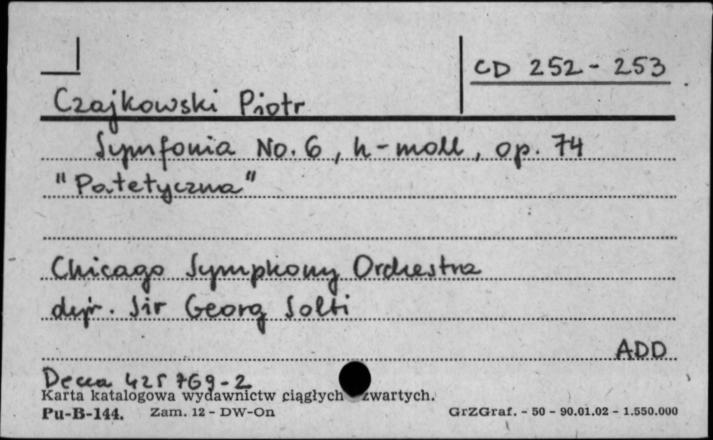 CD 252-253
Czajkowski Piotr
Symfonia No. 6, h-moll, op. 74
"Patetyczna"
Chicago Symphony Orchestra
dyr. Sir Georg Solti
ADD
Decca 425 769-2
Karta katalogowa wydawnictw ciągłych zwartych.
Pu-B-144. Zam. 12 - DW-On GrZGraf. - 50 - 90.01.02 - 1.550.000